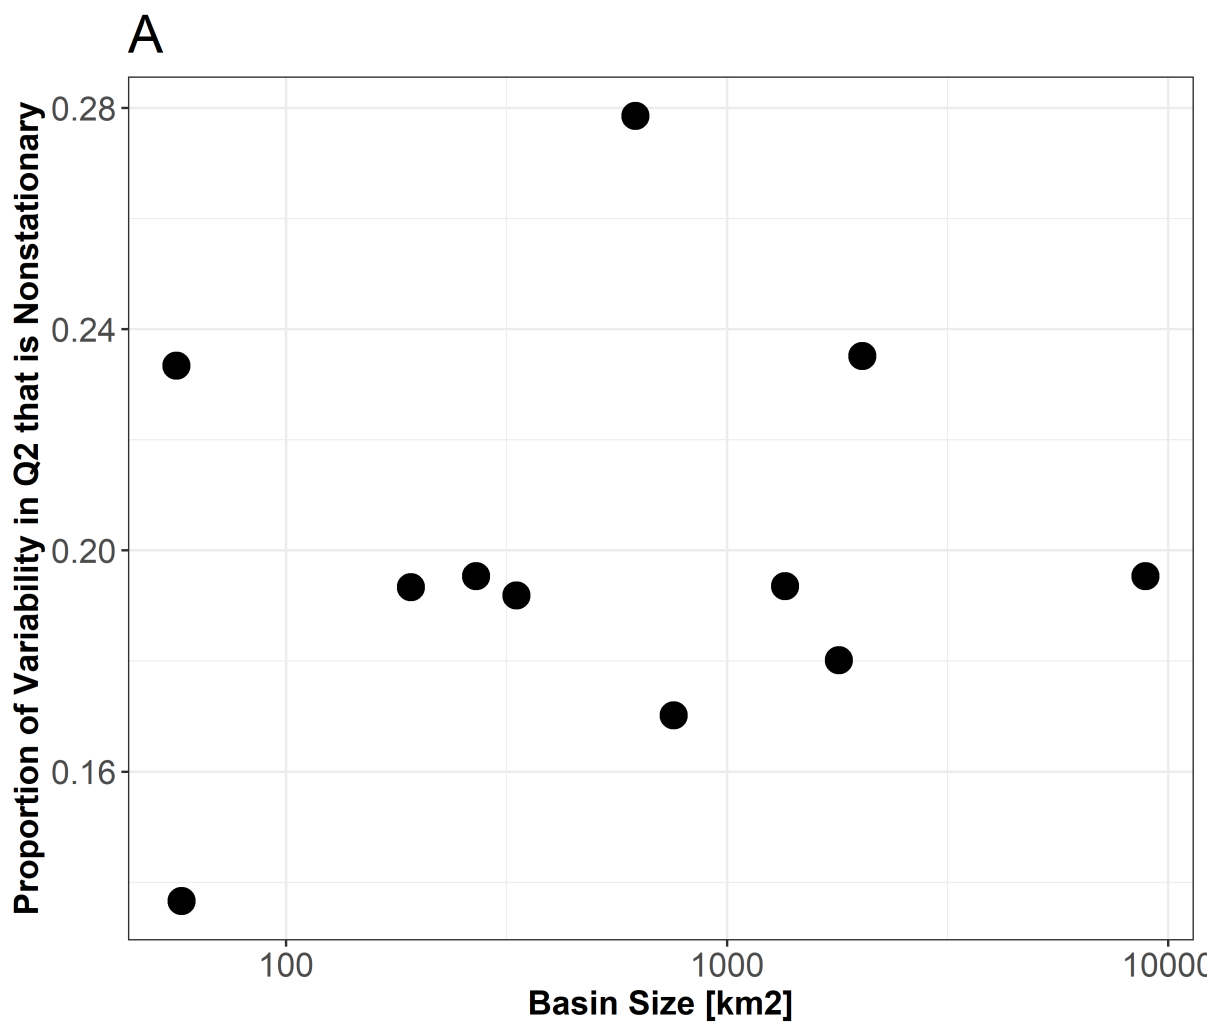 A
Proportion of Variability in Q2 that is Nonstationary
0.28
0.24
0.20
0.16
100
1000
10000
Basin Size [km2]